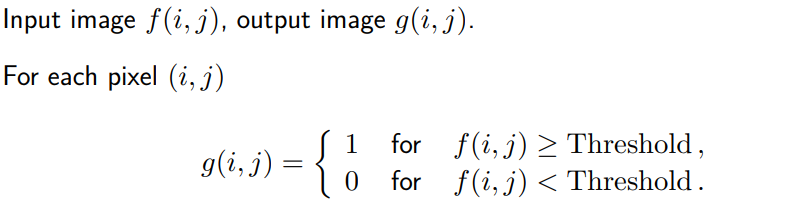 Input image f(i, j), output image g(i, j).
For each pixel (i, j)
g(i, j) = { 1 for f(i, j) ≥ Threshold ,
0 for f(i, j) < Threshold .